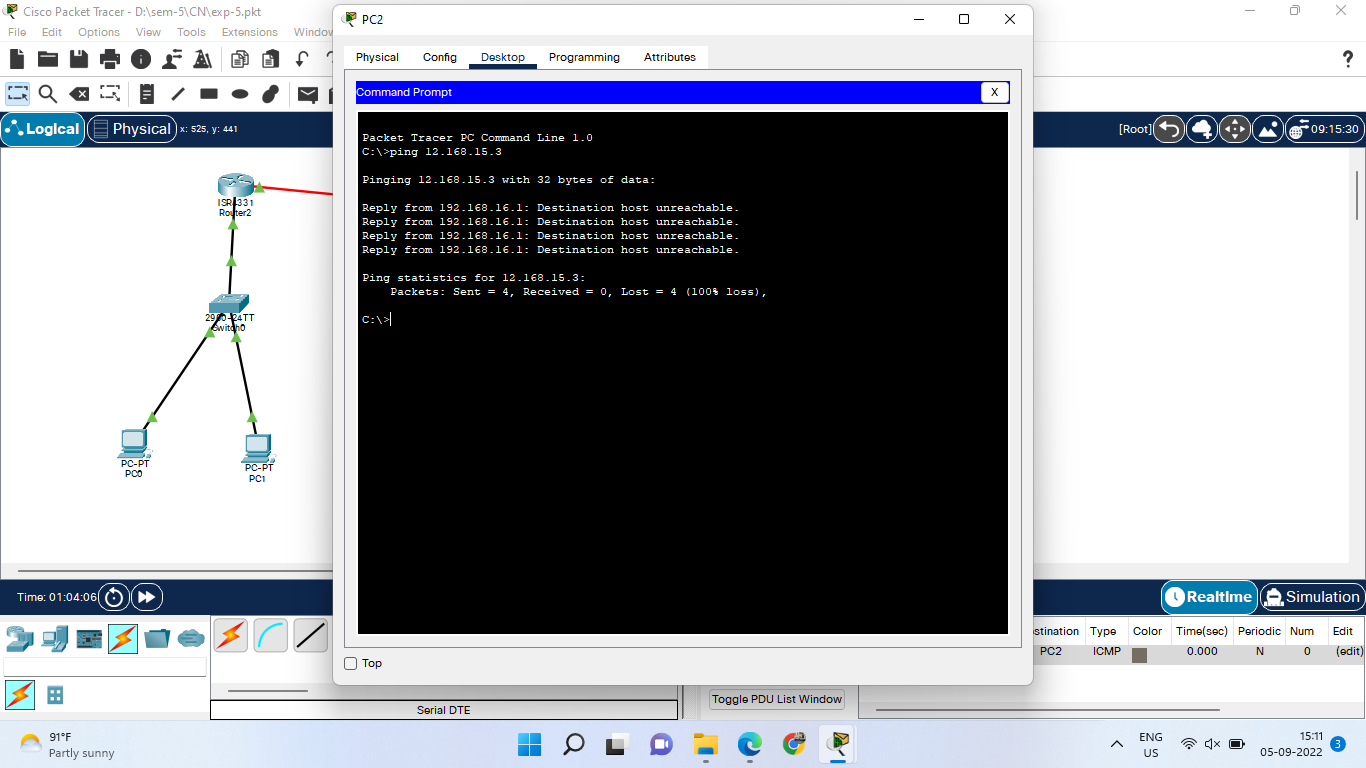 Cisco Packet Tracer - D:\sem-5\CN\exp-5.pkt
File Edit Options View Tools Extensions Window
x: 525, y: 441
Logical Physical
[Root] 09:15:30
ISR4331
Router2
2960-24TT
Switch0
PC-PT
PC0
PC-PT
PC1
PC2
Physical Config Desktop Programming Attributes
Command Prompt X
Packet Tracer PC Command Line 1.0
C:\>ping 12.168.15.3
Pinging 12.168.15.3 with 32 bytes of data:
Reply from 192.168.16.1: Destination host unreachable.
Reply from 192.168.16.1: Destination host unreachable.
Reply from 192.168.16.1: Destination host unreachable.
Reply from 192.168.16.1: Destination host unreachable.
Ping statistics for 12.168.15.3:
Packets: Sent = 4, Received = 0, Lost = 4 (100% loss),
C:\>
Top
Time: 01:04:06
Realtime Simulation
stination Type Color Time(sec) Periodic Num Edit
PC2 ICMP 0.000 N 0 (edit)
Toggle PDU List Window
Serial DTE
91°F
Partly sunny
ENG
US
15:11
05-09-2022
3